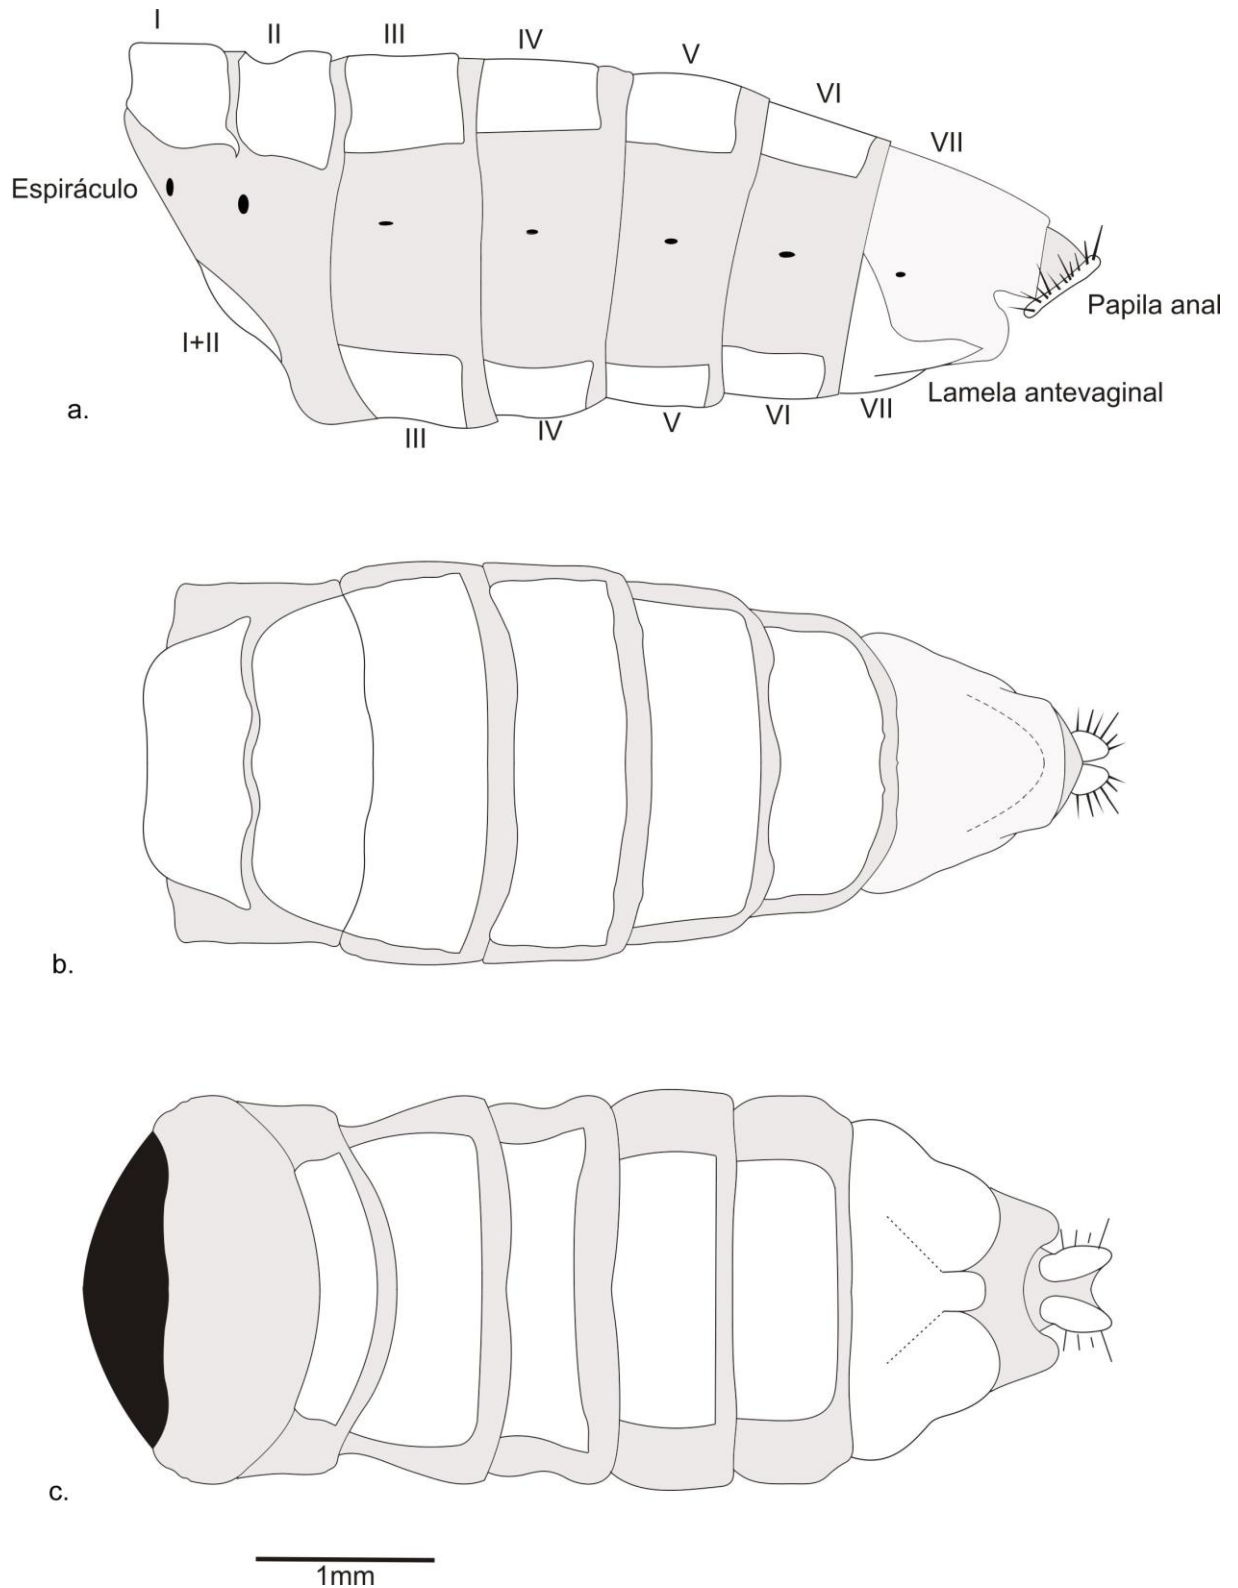 I
II
III
IV
V
VI
VII
Espiráculo
Papila anal
I+II
Lamela antevaginal
a.
III
IV
V
VI
VII
b.
c.
1mm